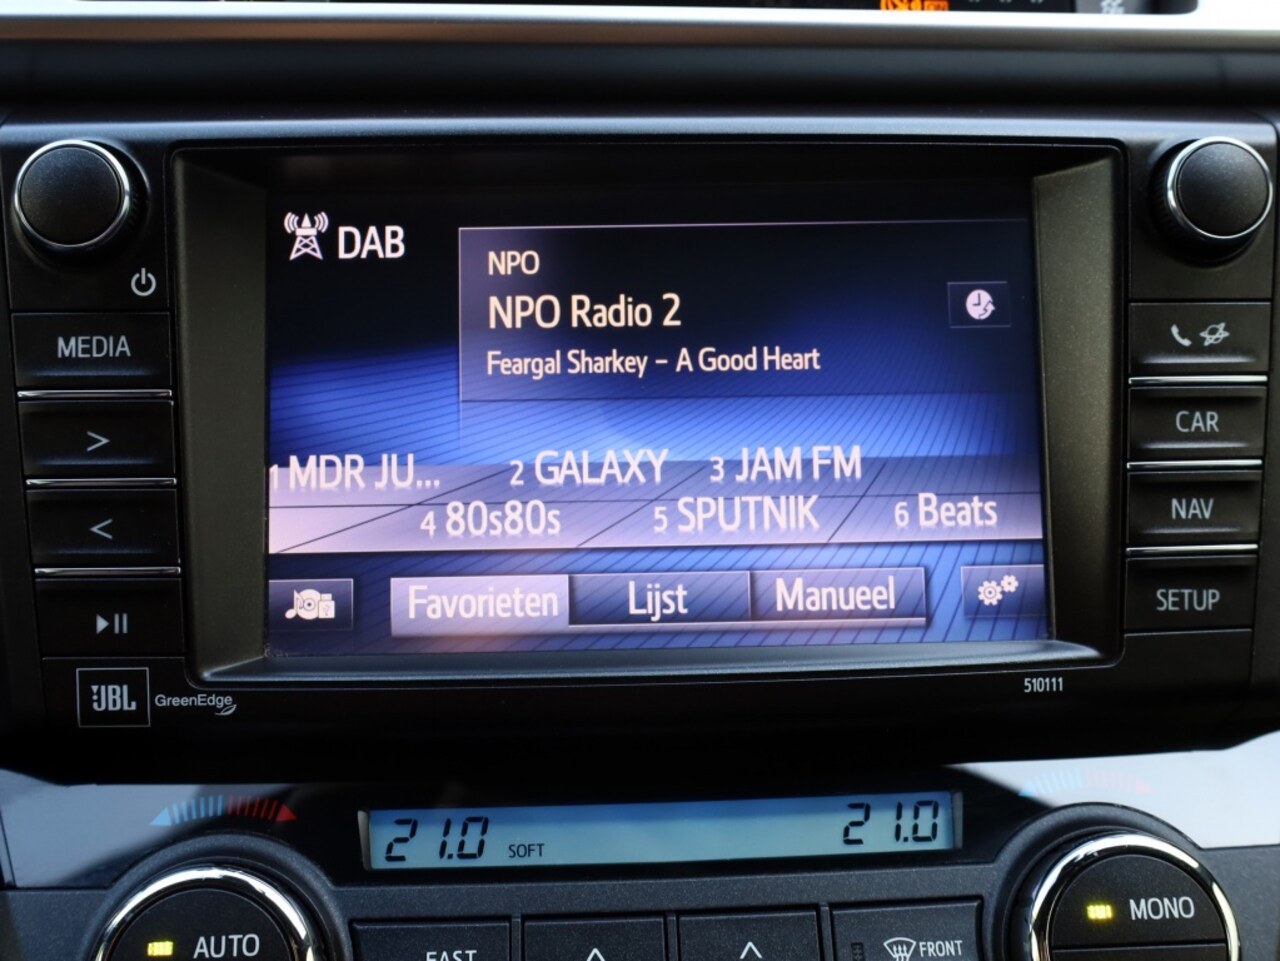 DAB
NPO
NPO Radio 2
Feargal Sharkey – A Good Heart
1 MDR JU... 2 GALAXY 3 JAM FM
4 80s80s 5 SPUTNIK 6 Beats
Favorieten Lijst Manueel
MEDIA
>
<
JBL GreenEdge
CAR
NAV
SETUP
510111
21.0 SOFT 21.0
AUTO
FRONT
MONO